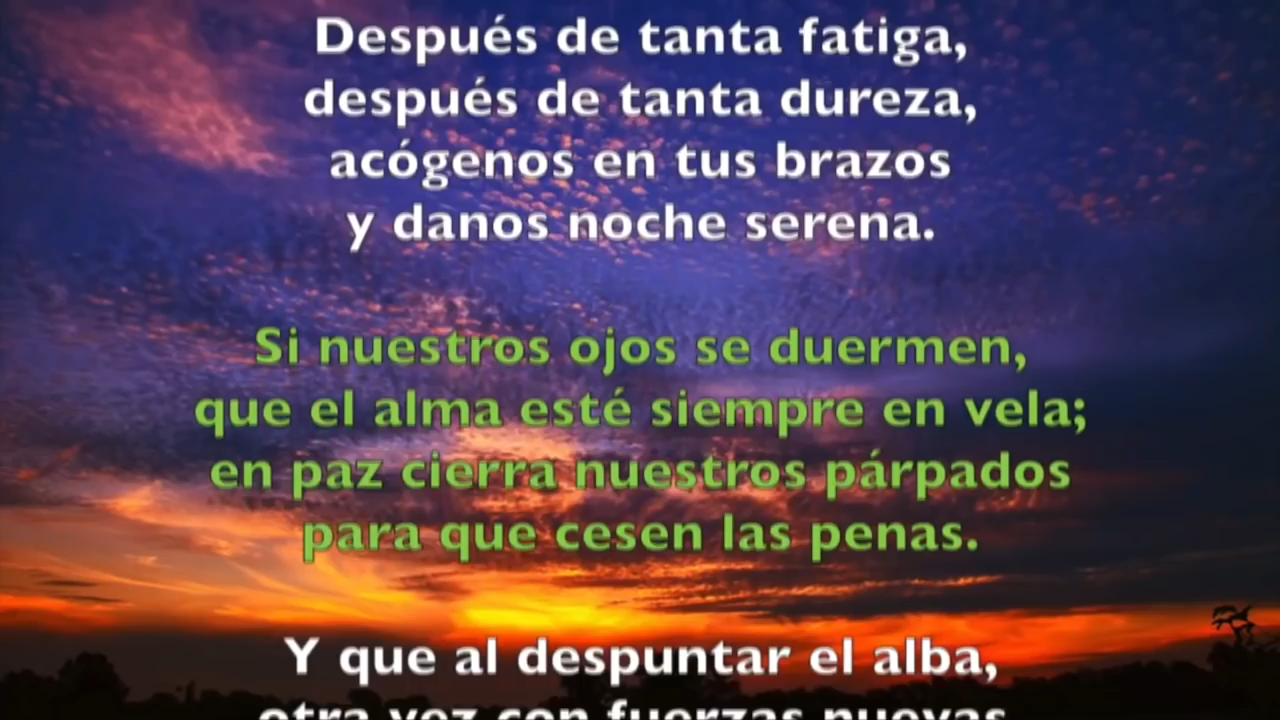 Después de tanta fatiga,
después de tanta dureza,
acógenos en tus brazos
y danos noche serena.
Si nuestros ojos se duermen,
que el alma esté siempre en vela;
en paz cierra nuestros párpados
para que cesen las penas.
Y que al despuntar el alba,
otra vez con fuerzas nuevas